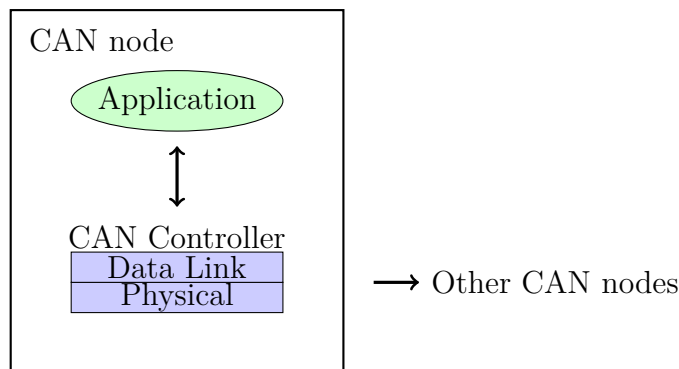 CAN node
Application
CAN Controller
Data Link
Physical
Other CAN nodes